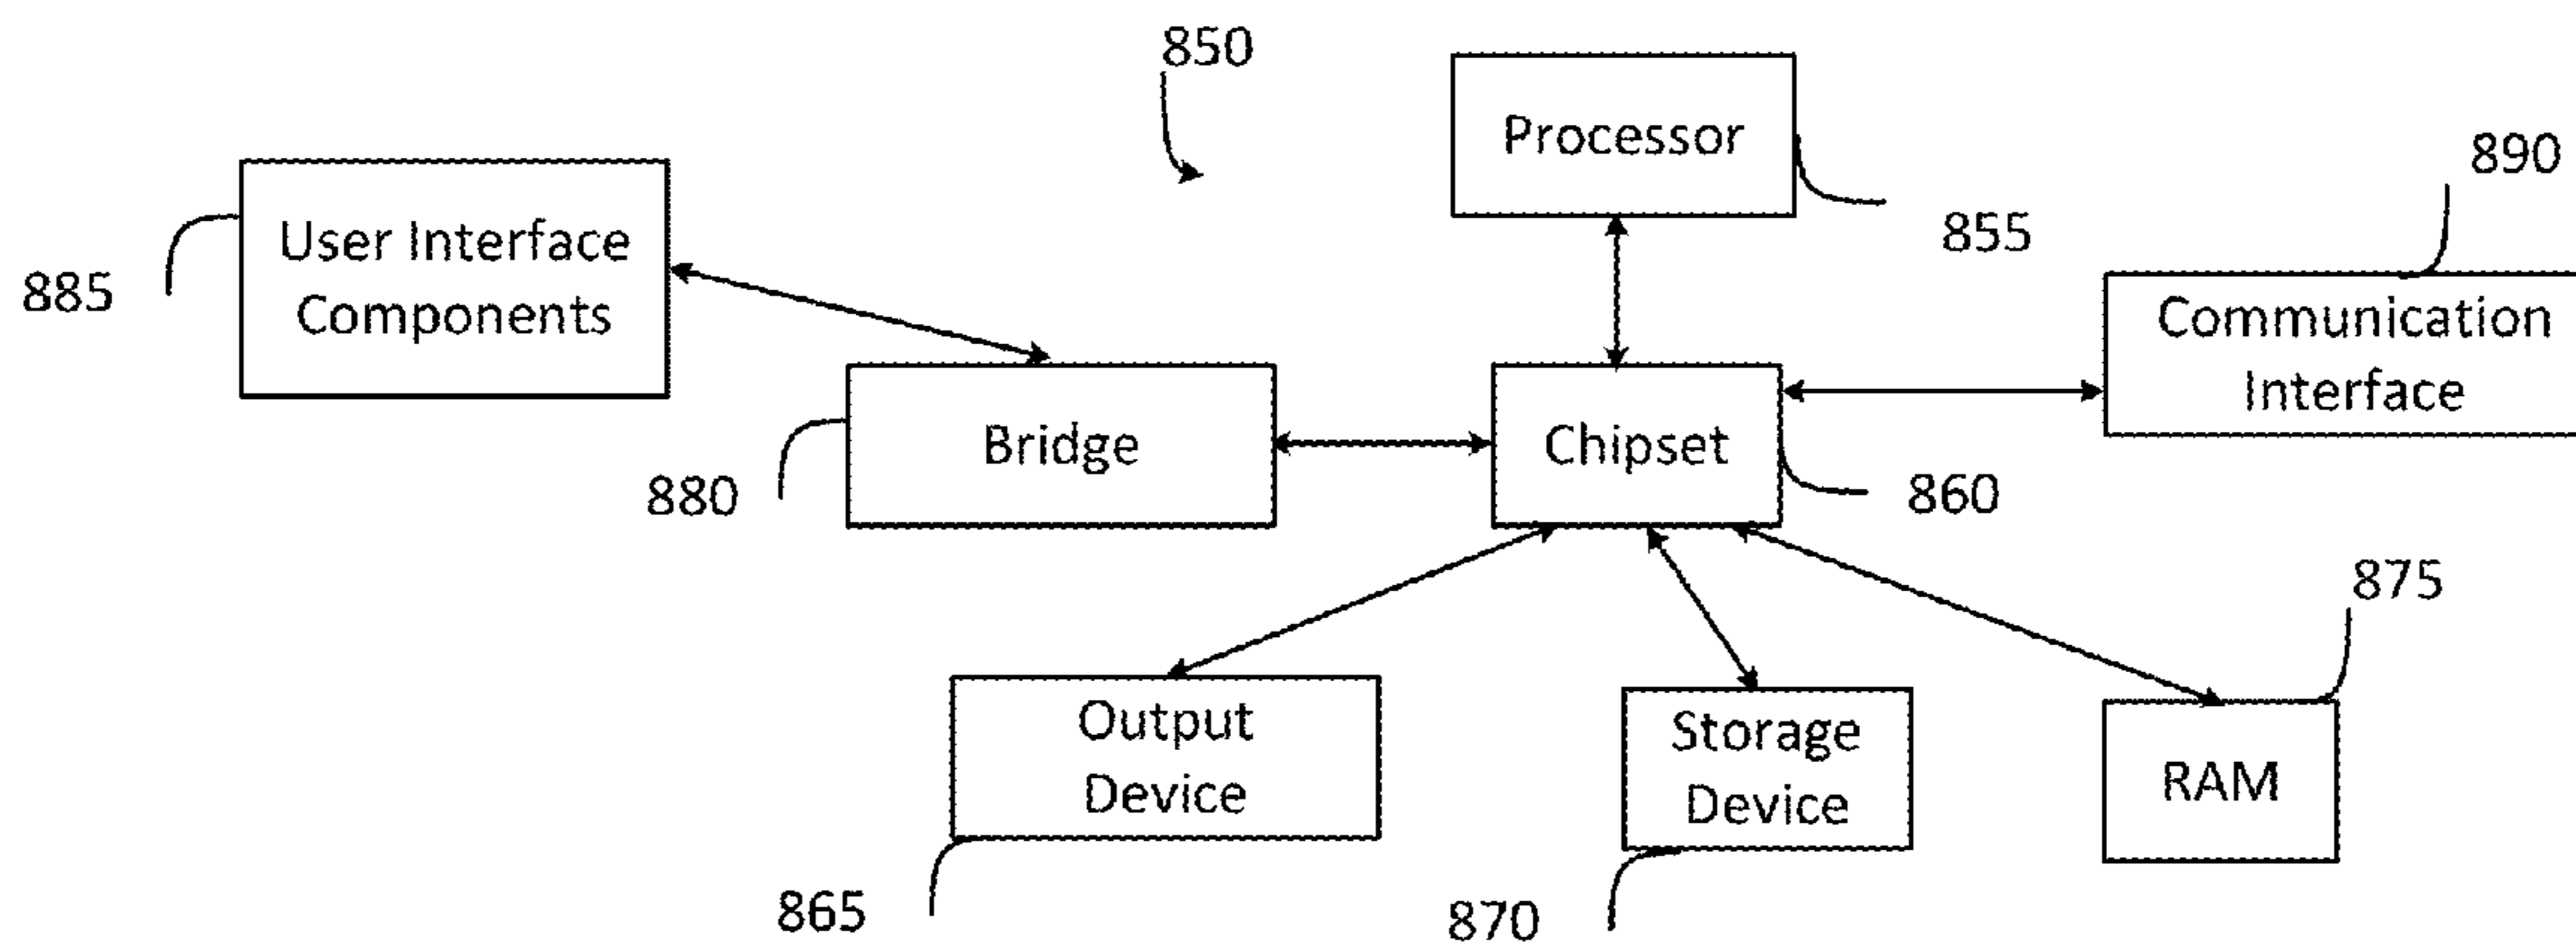 850
Processor
890
User Interface
Components
855
885
Communication
Interface
Bridge
Chipset
880
860
875
Output
Device
Storage
Device
RAM
865
870